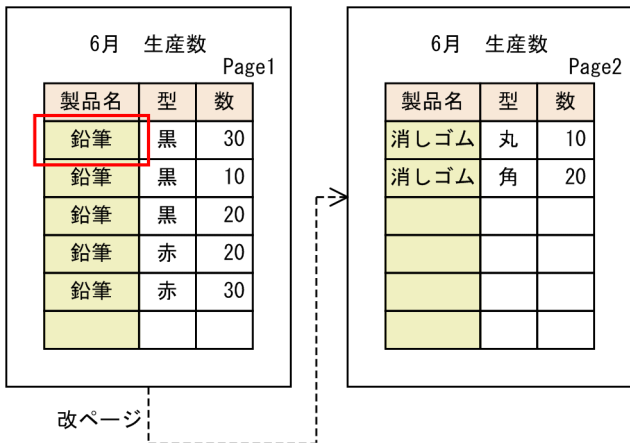 6月 生産数
Page1
製品名 型 数
鉛筆 黒 30
鉛筆 黒 10
鉛筆 黒 20
鉛筆 赤 20
鉛筆 赤 30
6月 生産数
Page2
製品名 型 数
消しゴム 丸 10
消しゴム 角 20
改ページ